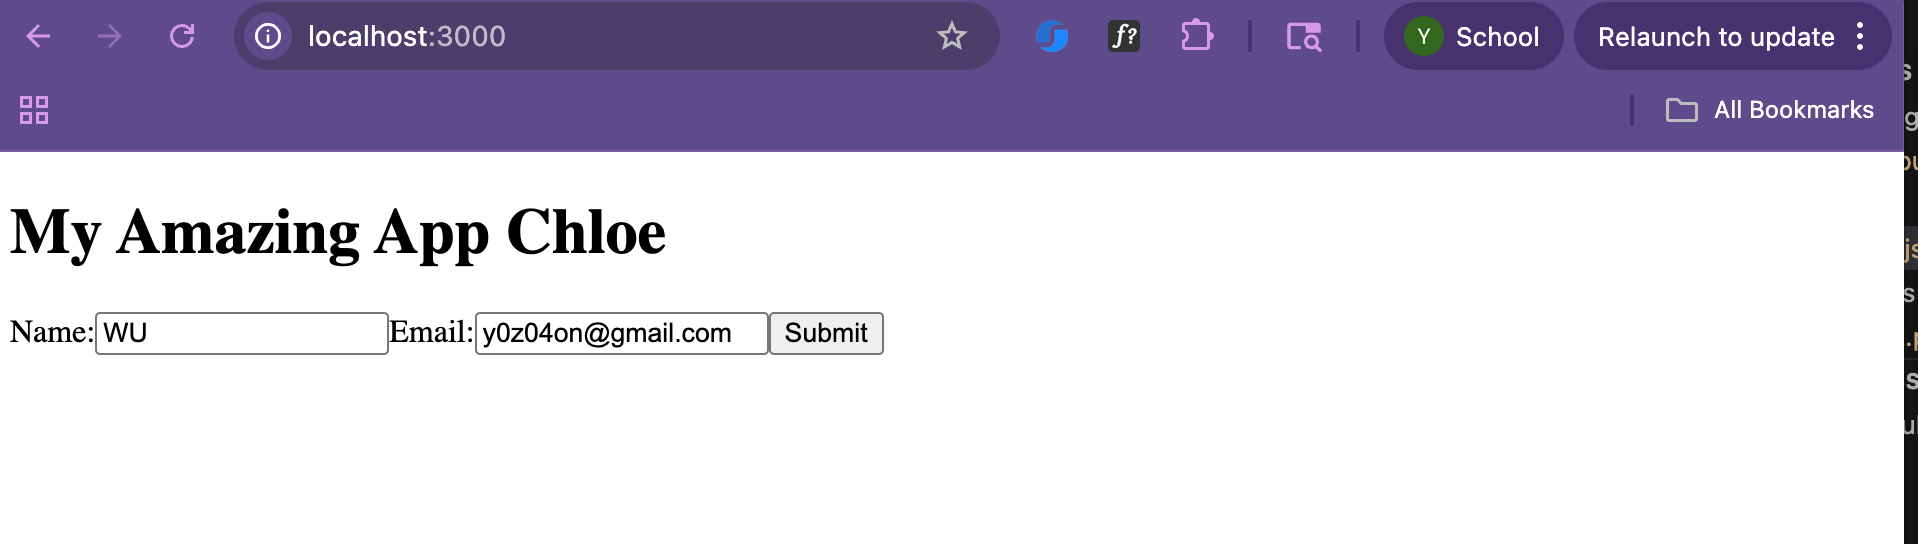 localhost:3000
f?
Y School
Relaunch to update
All Bookmarks
My Amazing App Chloe
Name: WU Email: y0z04on@gmail.com Submit